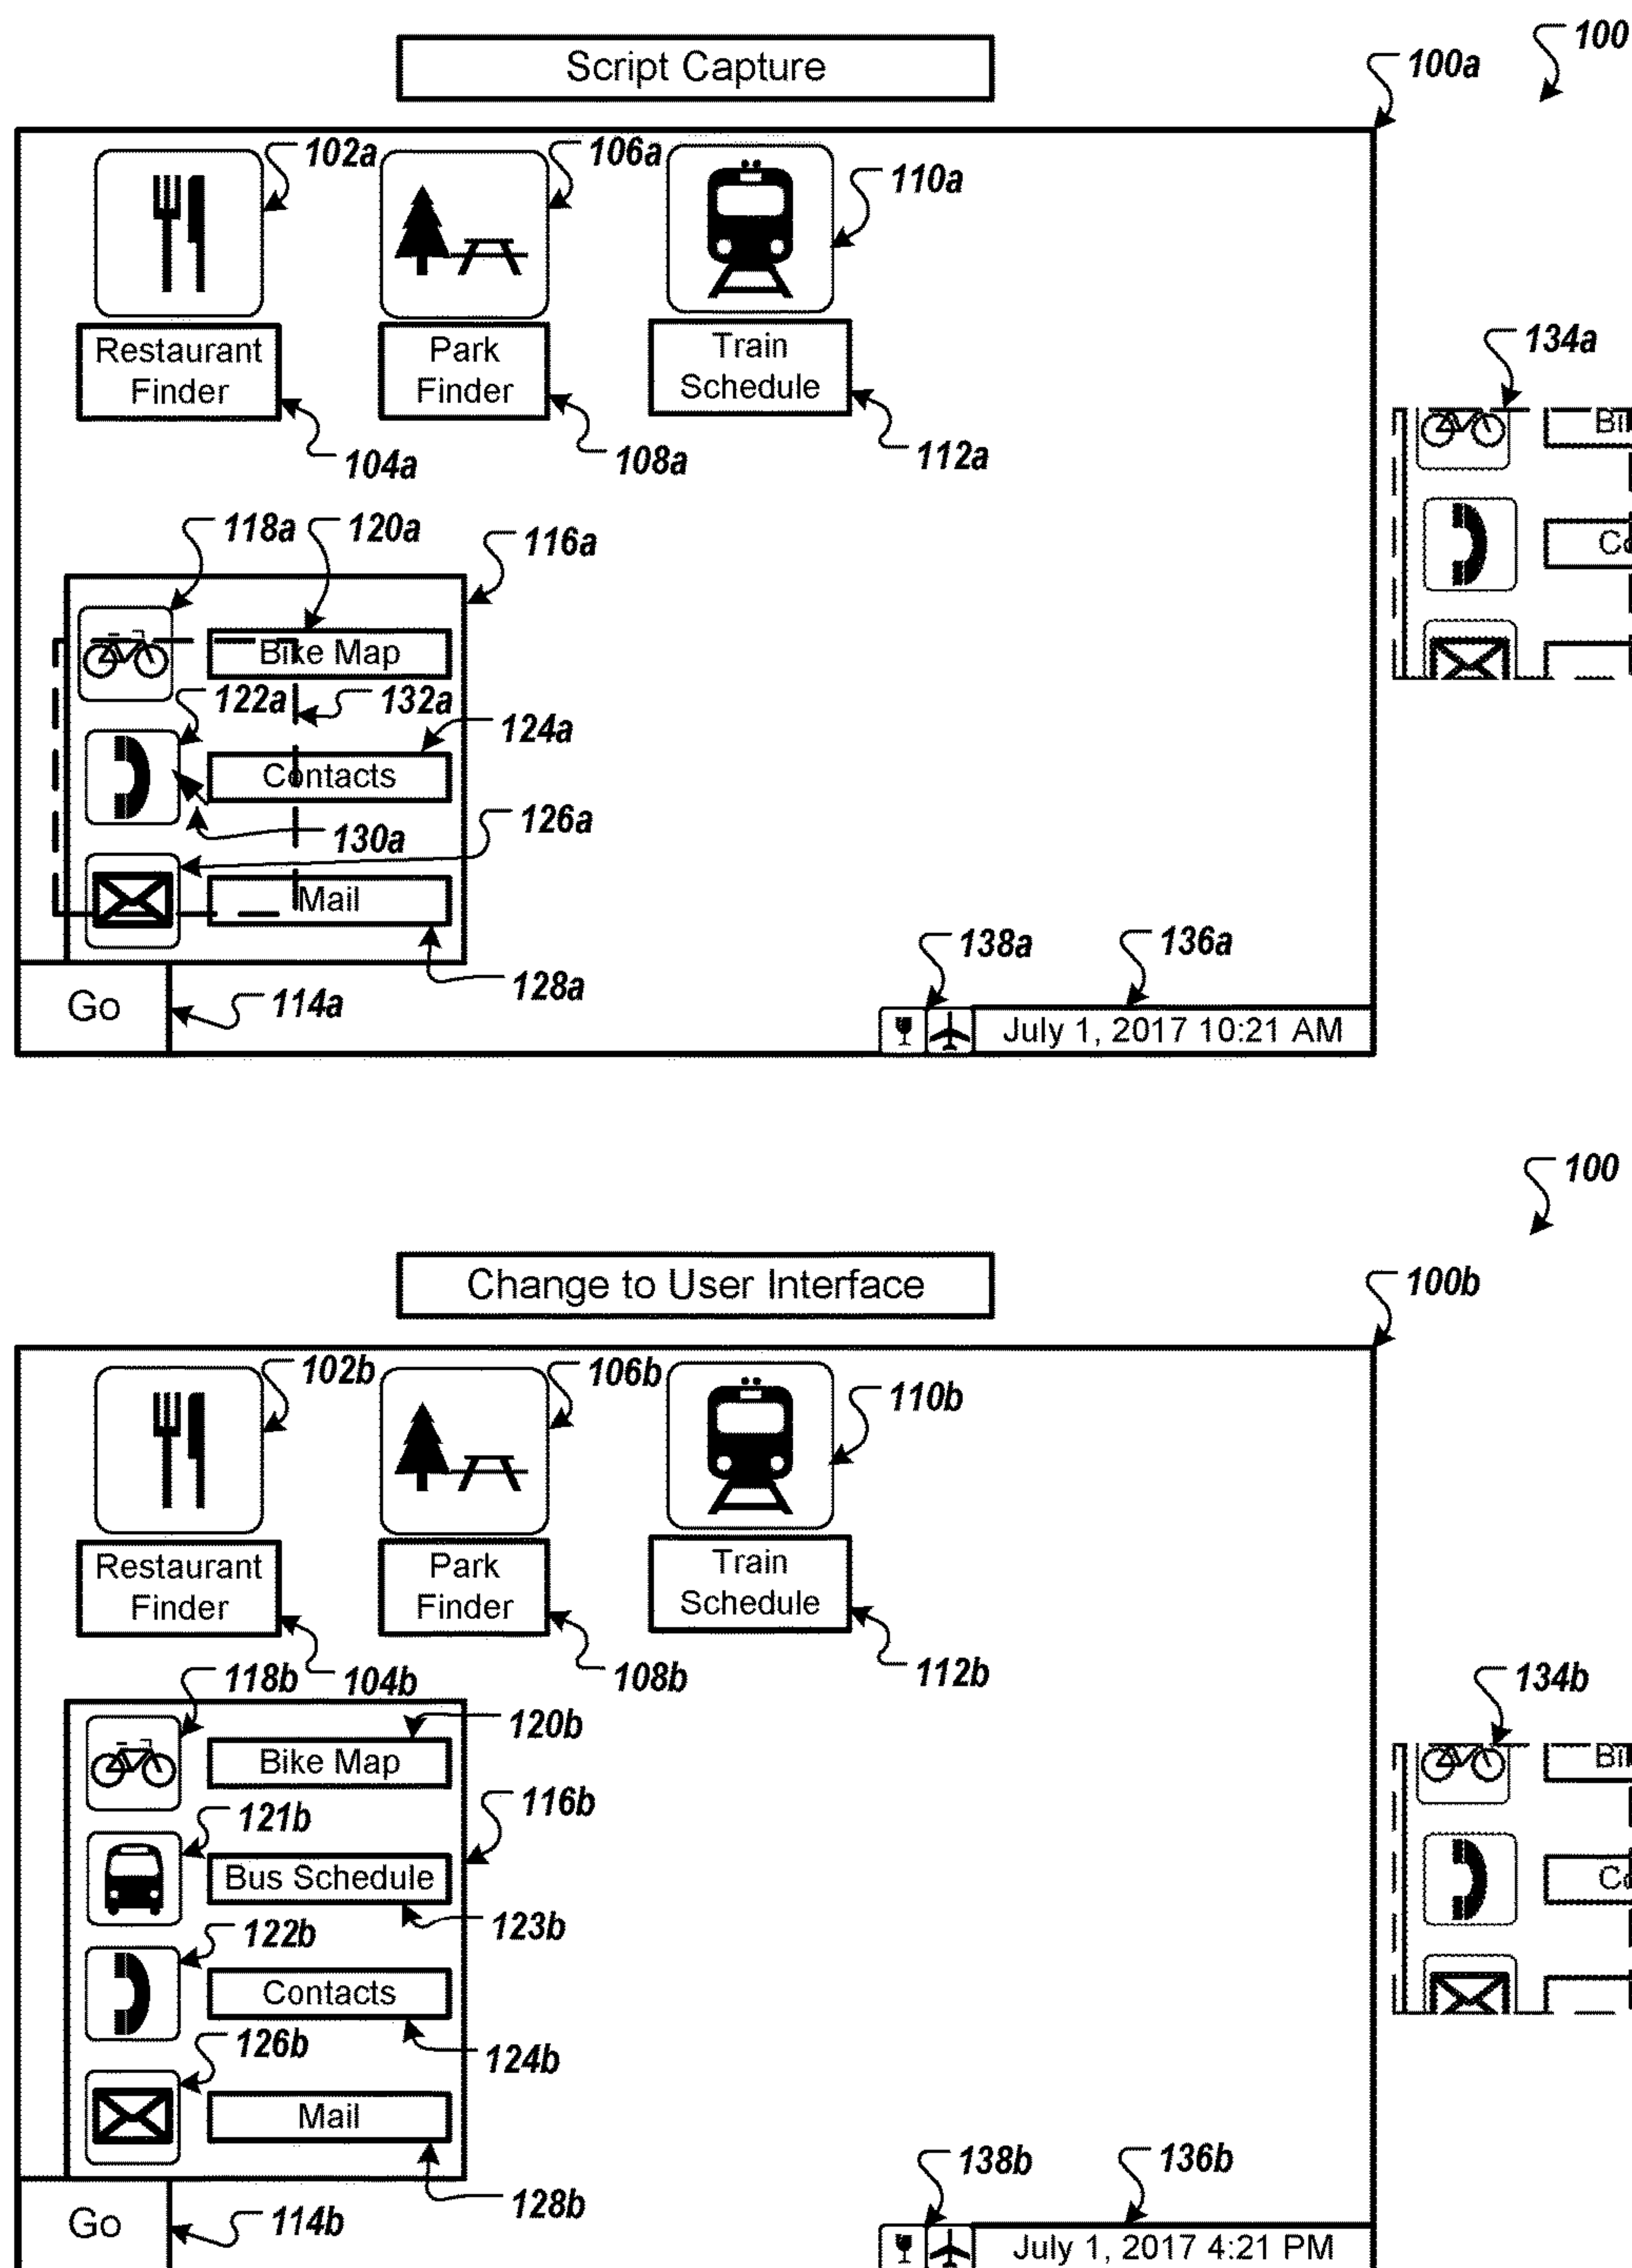 100
Script Capture
100a
102a
106a
110a
Restaurant
Finder
Park
Finder
Train
Schedule
134a
104a
108a
112a
118a
120a
116a
Bike Map
122a
132a
124a
Contacts
126a
130a
Mail
138a
136a
128a
Go
114a
July 1, 2017 10:21 AM
100
Change to User Interface
100b
102b
106b
110b
Restaurant
Finder
Park
Finder
Train
Schedule
118b
104b
108b
112b
134b
120b
Bike Map
116b
121b
Bus Schedule
123b
122b
Contacts
126b
124b
Mail
138b
136b
128b
Go
114b
July 1, 2017 4:21 PM